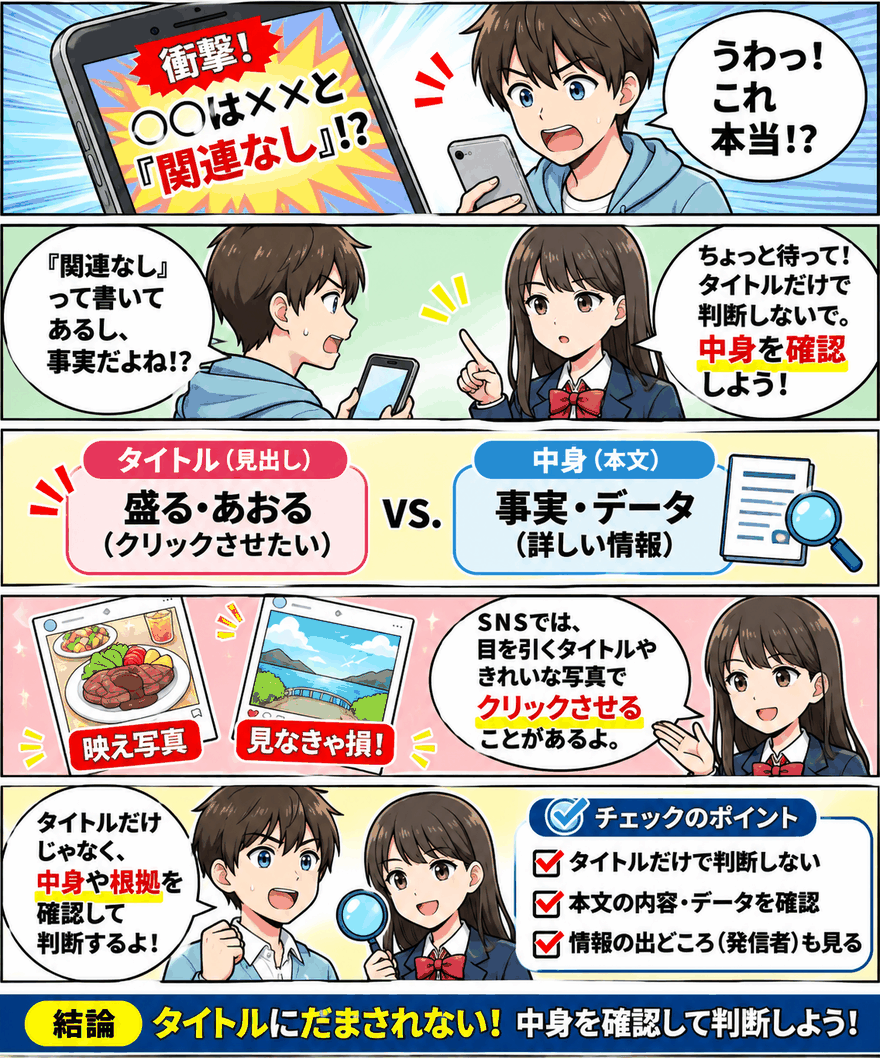 衝撃!
〇〇は××と
『関連なし』!?
うわっ!
これ
本当!?
『関連なし』
って書いて
あるし、
事実だよね!?
ちょっと待って!
タイトルだけで
判断しないで。
中身を確認
しよう!
タイトル(見出し)
盛る・あおる
(クリックさせたい)
VS.
中身(本文)
事実・データ
(詳しい情報)
映え写真
見なきゃ損!
SNSでは、
目を引くタイトルや
きれいな写真で
クリックさせる
ことがあるよ。
タイトルだけ
じゃなく、
中身や根拠を
確認して
判断するよ!
チェックのポイント
タイトルだけで判断しない
本文の内容・データを確認
情報の出どころ(発信者)も見る
結論 タイトルにだまされない! 中身を確認して判断しよう!